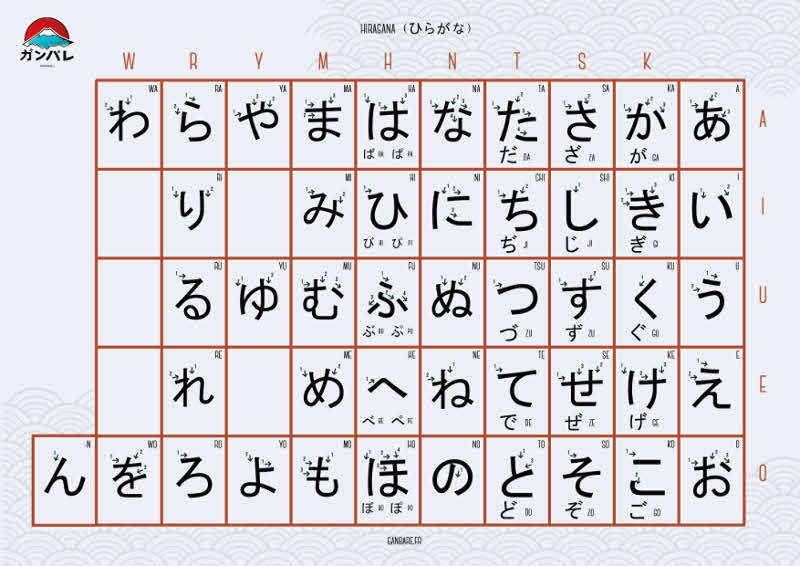 ガンバレ
HIRAGANA (ひらがな)
W R Y M H N T S K
WA わ RA ら YA や MA ま HA は ば BA ぱ PA NA な TA た だ DA SA さ ざ ZA KA か が GA A あ A
RI り MI み HI ひ び BI ぴ PI NI に CHI ち ぢ JI SHI し じ JI KI き ぎ GI I い I
RU る YU ゆ MU む FU ふ ぶ BU ぷ PU NU ぬ TSU つ づ ZU SU す ず ZU KU く ぐ GU U う U
RE れ ME め HE へ べ BE ぺ PE NE ね TE て で DE SE せ ぜ ZE KE け げ GE E え E
N ん WO を RO ろ YO よ MO も HO ほ ぼ BO ぽ PO NO の TO と ど DO SO そ ぞ ZO KO こ ご GO O お O
GANBARE.FR